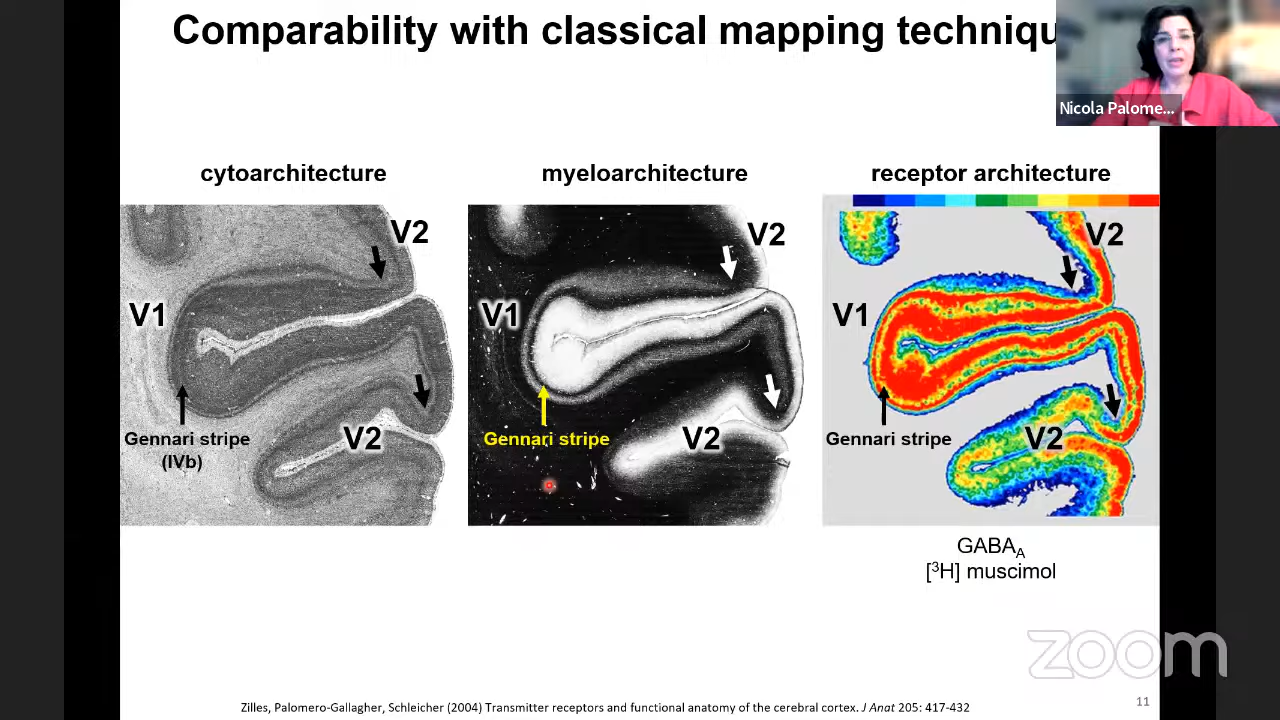 Comparability with classical mapping techniqu
Nicola Palome...
cytoarchitecture
V2
V1
Gennari stripe
(IVb)
V2
myeloarchitecture
V2
V1
Gennari stripe
V2
receptor architecture
V2
V1
Gennari stripe
V2
GABAA
[3H] muscimol
zoom
11
Zilles, Palomero-Gallagher, Schleicher (2004) Transmitter receptors and functional anatomy of the cerebral cortex. J Anat 205: 417-432